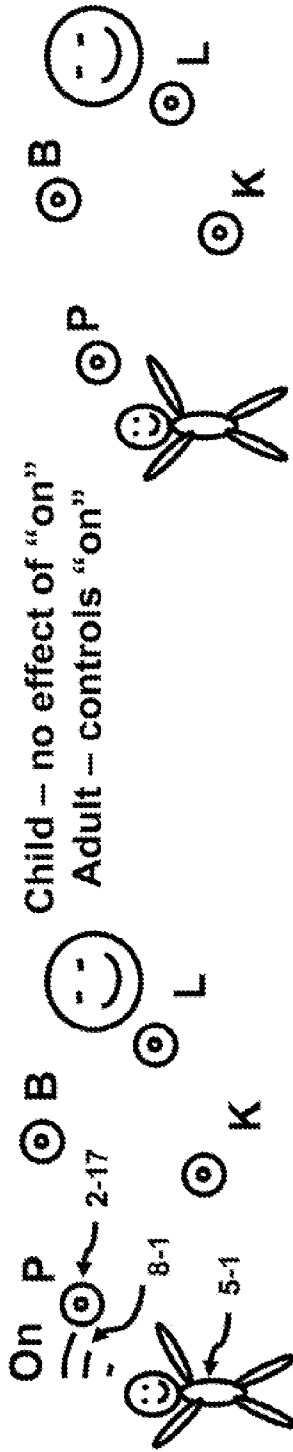 On
P
B
2-17
8-1
5-1
L
K
Child – no effect of “on”
Adult – controls “on”
P
B
L
K